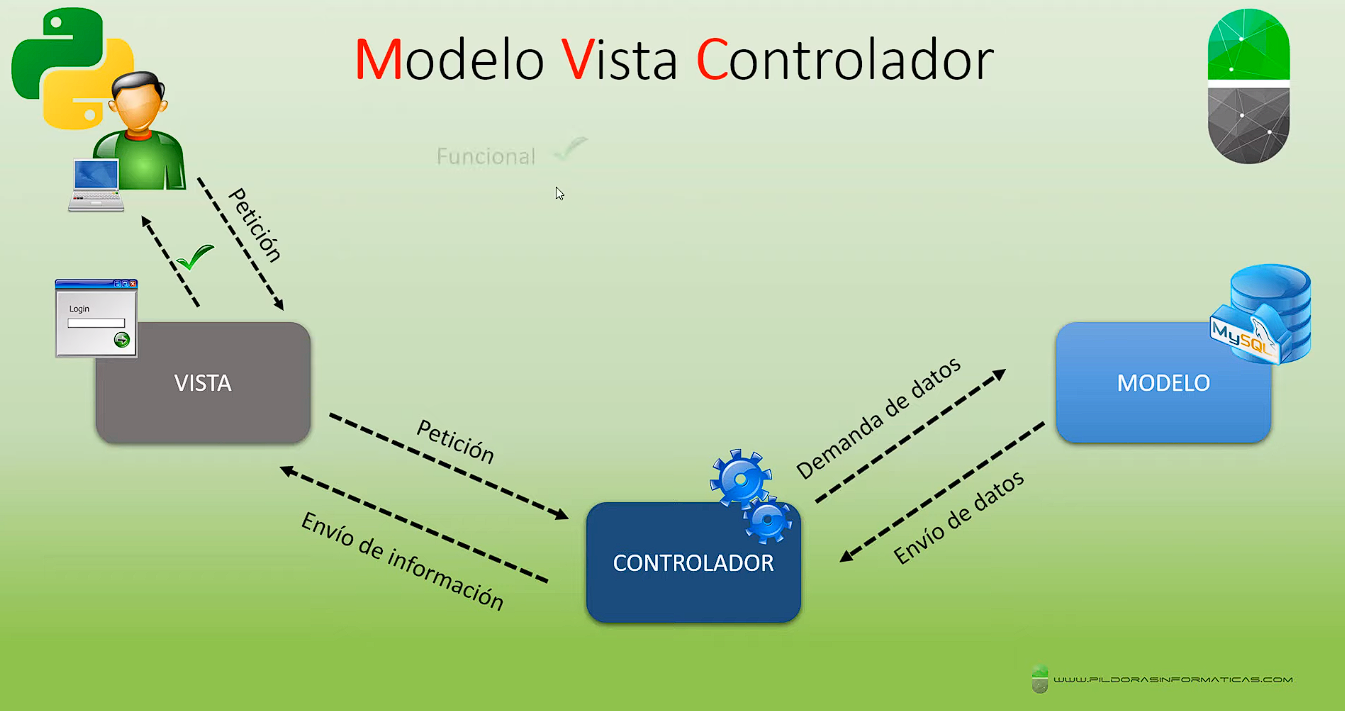 Modelo Vista Controlador
Funcional
Petición
Login
VISTA
MySQL
MODELO
Petición
Demanda de datos
Envío de información
Envío de datos
CONTROLADOR
WWW.PILDORASINFORMATICAS.COM